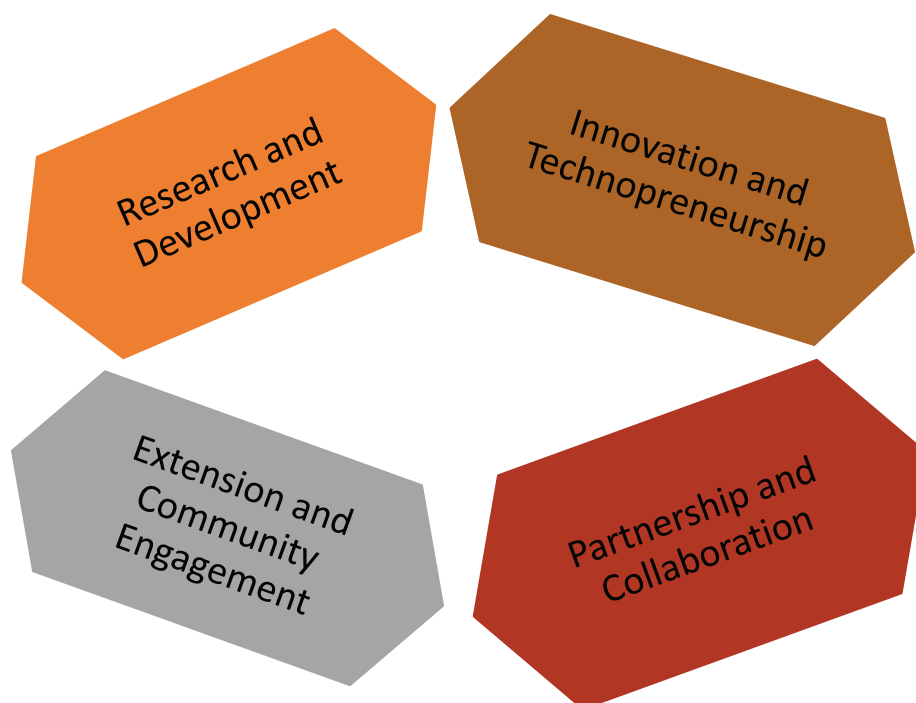 Research and
Development
Innovation and
Technopreneurship
Extension and
Community
Engagement
Partnership and
Collaboration